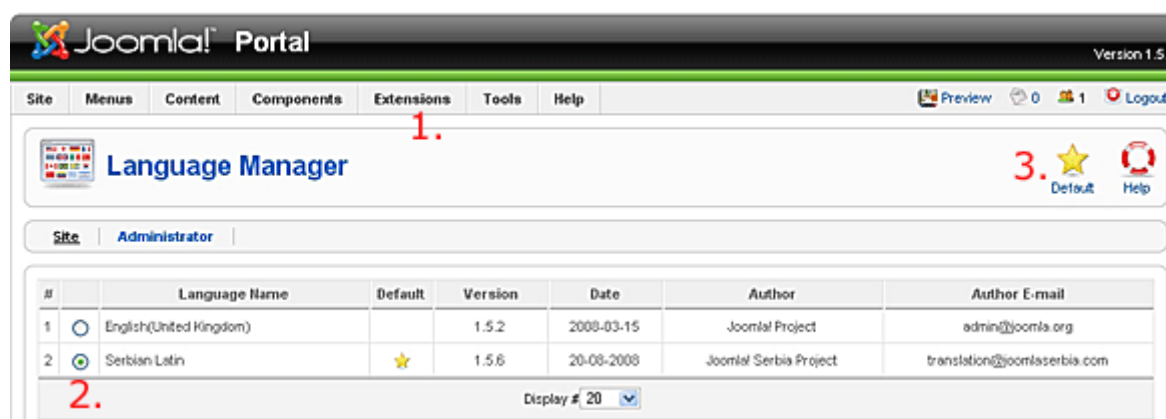 Joomla! Portal
Version 1.5
Site Menus Content Components Extensions Tools Help Preview 0 1 Logout
1.
Language Manager
3. Default Help
Site Administrator
# Language Name Default Version Date Author Author E-mail
1 English(United Kingdom) 1.5.2 2008-03-15 Joomla! Project admin@joomla.org
2 Serbian Latin 1.5.6 20-08-2008 Joomla! Serbia Project translation@joomlaserbia.com
2.
Display # 20